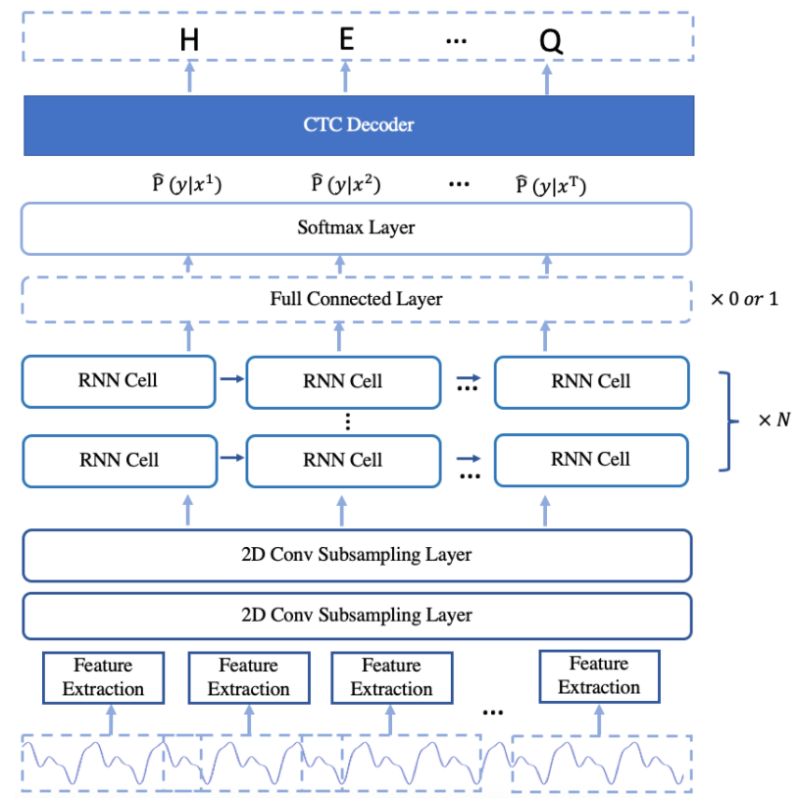 H E ... Q
CTC Decoder
P̂ (y|x¹) P̂ (y|x²) ... P̂ (y|xᵀ)
Softmax Layer
Full Connected Layer × 0 or 1
RNN Cell RNN Cell ... RNN Cell
⋮ × N
RNN Cell RNN Cell ... RNN Cell
2D Conv Subsampling Layer
2D Conv Subsampling Layer
Feature Feature Feature Feature
Extraction Extraction Extraction ... Extraction